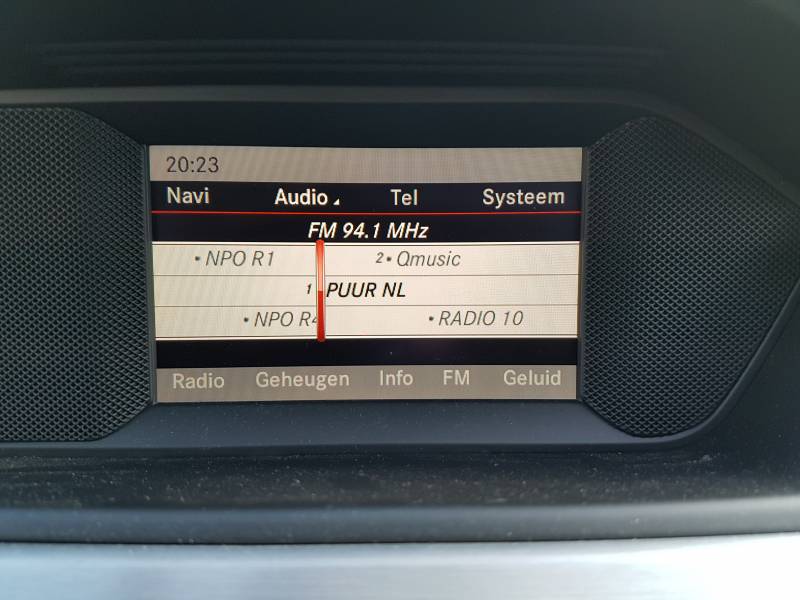 20:23
Navi Audio Tel Systeem
FM 94.1 MHz
• NPO R1 2• Qmusic
1 PUUR NL
• NPO R4 • RADIO 10
Radio Geheugen Info FM Geluid